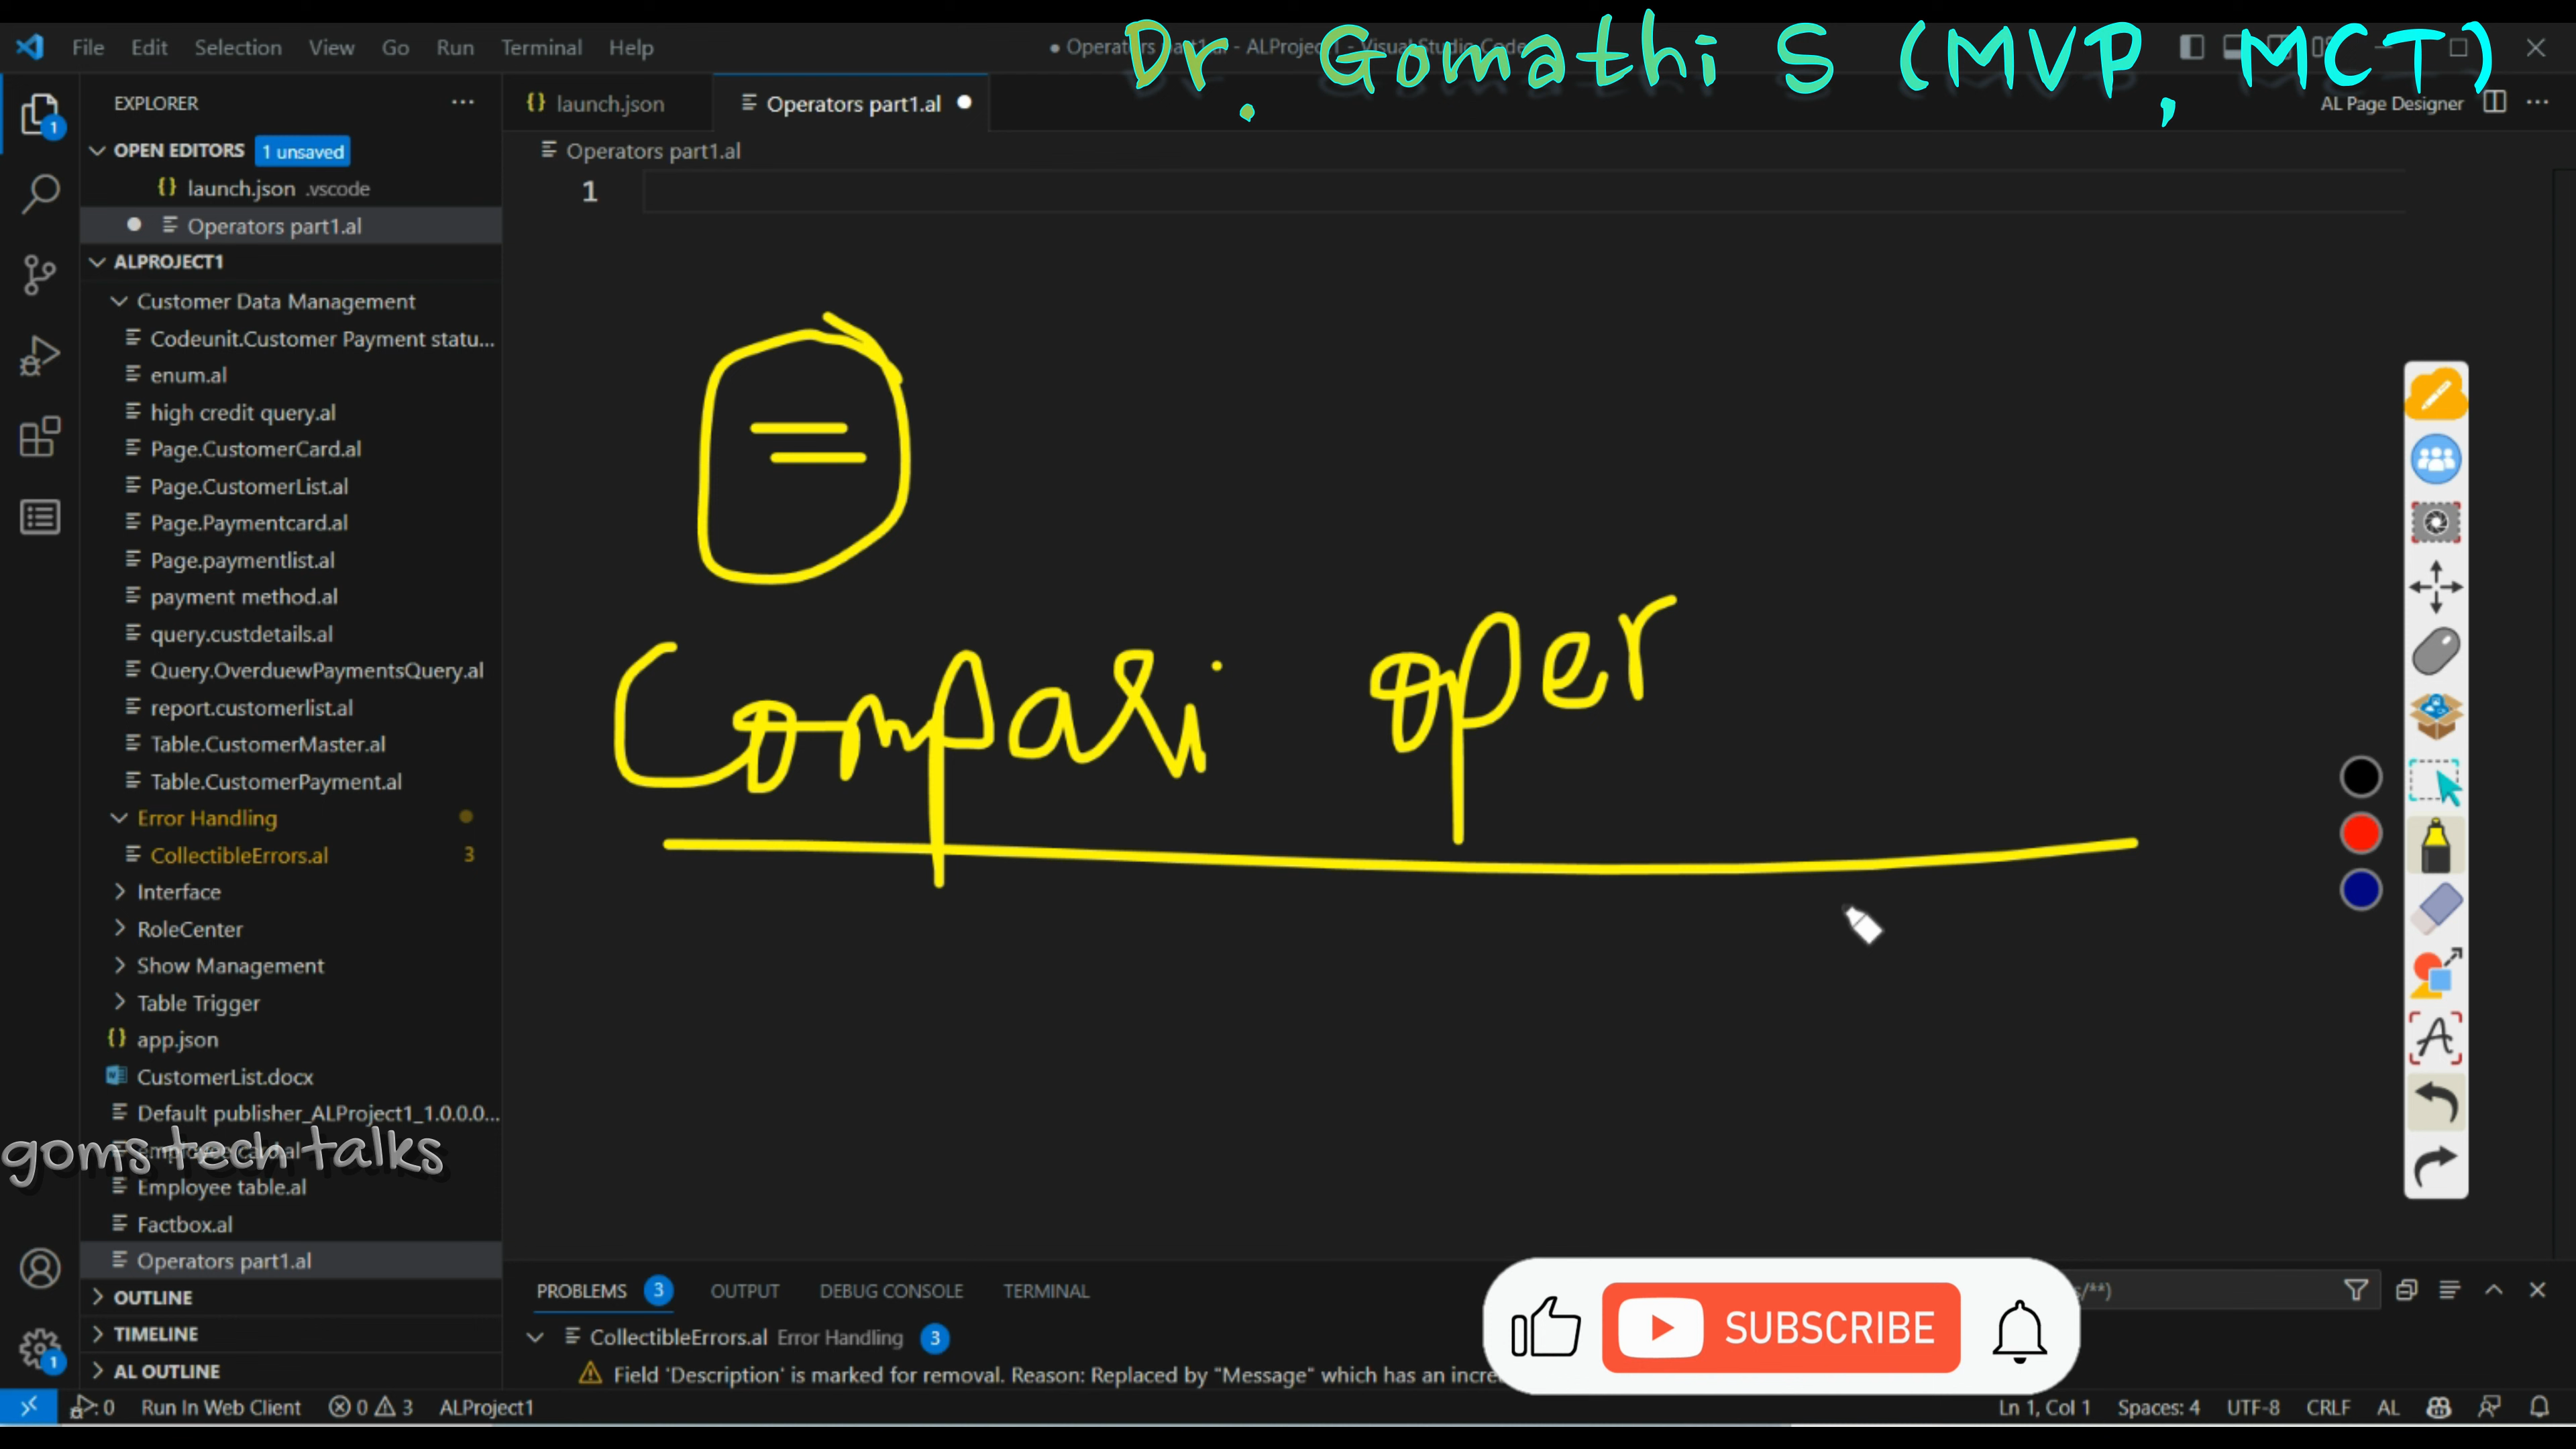 Dr. Gomathi S (MVP, MCT)
File Edit Selection View Go Run Terminal Help
EXPLORER
launch.json
Operators part1.al
AL Page Designer
OPEN EDITORS 1 unsaved
launch.json .vscode
Operators part1.al
Operators part1.al
1
ALPROJECT1
Customer Data Management
Codeunit.Customer Payment statu...
enum.al
high credit query.al
Page.CustomerCard.al
Page.CustomerList.al
Page.Paymentcard.al
Page.paymentlist.al
payment method.al
query.custdetails.al
Query.OverduewPaymentsQuery.al
report.customerlist.al
Table.CustomerMaster.al
Table.CustomerPayment.al
Error Handling
CollectibleErrors.al 3
Interface
RoleCenter
Show Management
Table Trigger
app.json
CustomerList.docx
Default publisher_ALProject1_1.0.0.0...
goms tech talks
Employee table.al
Factbox.al
Operators part1.al
OUTLINE
TIMELINE
AL OUTLINE
=
Compari oper
PROBLEMS 3 OUTPUT DEBUG CONSOLE TERMINAL
CollectibleErrors.al Error Handling 3
Field 'Description' is marked for removal. Reason: Replaced by "Message" which has an incre
SUBSCRIBE
0 Run In Web Client 0 3 ALProject1
Ln 1, Col 1 Spaces: 4 UTF-8 CRLF AL